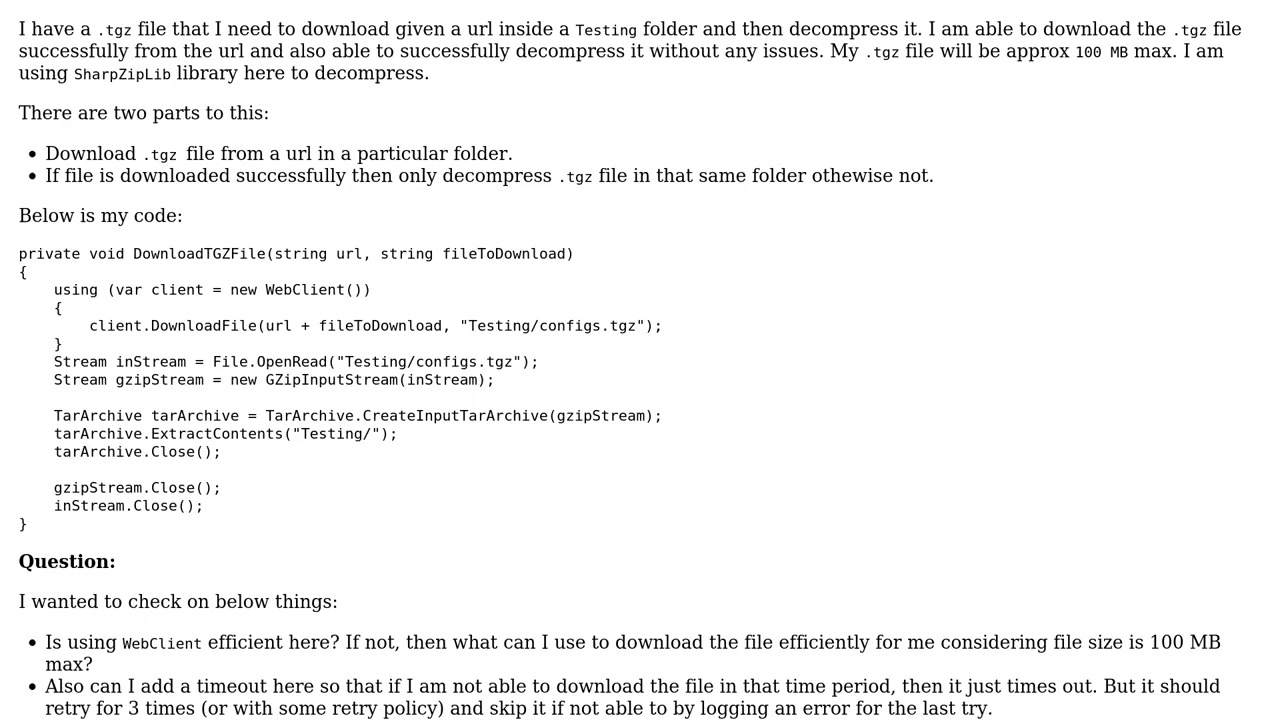 I have a .tgz file that I need to download given a url inside a Testing folder and then decompress it. I am able to download the .tgz file
successfully from the url and also able to successfully decompress it without any issues. My .tgz file will be approx 100 MB max. I am
using SharpZipLib library here to decompress.
There are two parts to this:
• Download .tgz file from a url in a particular folder.
• If file is downloaded successfully then only decompress .tgz file in that same folder othewise not.
Below is my code:
private void DownloadTGZFile(string url, string fileToDownload)
{
    using (var client = new WebClient())
    {
        client.DownloadFile(url + fileToDownload, "Testing/configs.tgz");
    }
    Stream inStream = File.OpenRead("Testing/configs.tgz");
    Stream gzipStream = new GZipInputStream(inStream);
    TarArchive tarArchive = TarArchive.CreateInputTarArchive(gzipStream);
    tarArchive.ExtractContents("Testing/");
    tarArchive.Close();
    gzipStream.Close();
    inStream.Close();
}
Question:
I wanted to check on below things:
• Is using WebClient efficient here? If not, then what can I use to download the file efficiently for me considering file size is 100 MB
max?
• Also can I add a timeout here so that if I am not able to download the file in that time period, then it just times out. But it should
retry for 3 times (or with some retry policy) and skip it if not able to by logging an error for the last try.